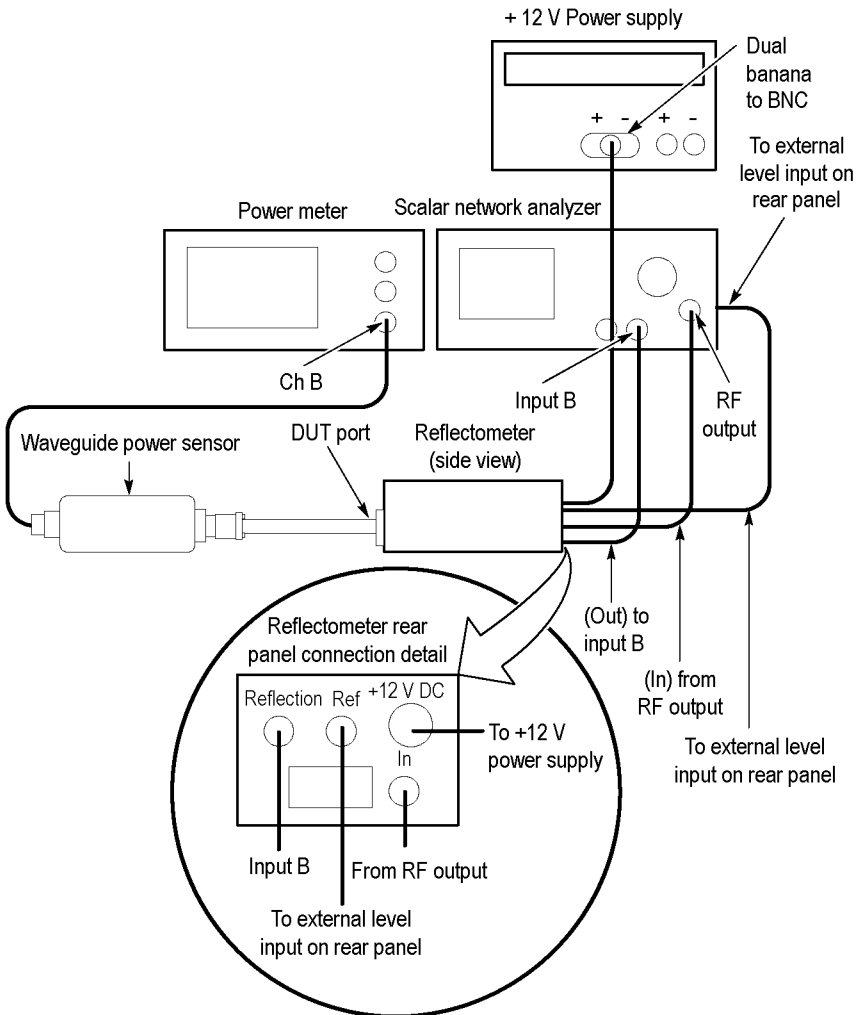 + 12 V Power supply
Dual
banana
to BNC
+ - + -
To external
level input on
rear panel
Power meter
Scalar network analyzer
Ch B
Input B
RF
output
Waveguide power sensor
DUT port
Reflectometer
(side view)
(Out) to
input B
(In) from
RF output
To external level
input on rear panel
Reflectometer rear
panel connection detail
Reflection Ref +12 V DC
In
To +12 V
power supply
Input B
From RF output
To external level
input on rear panel